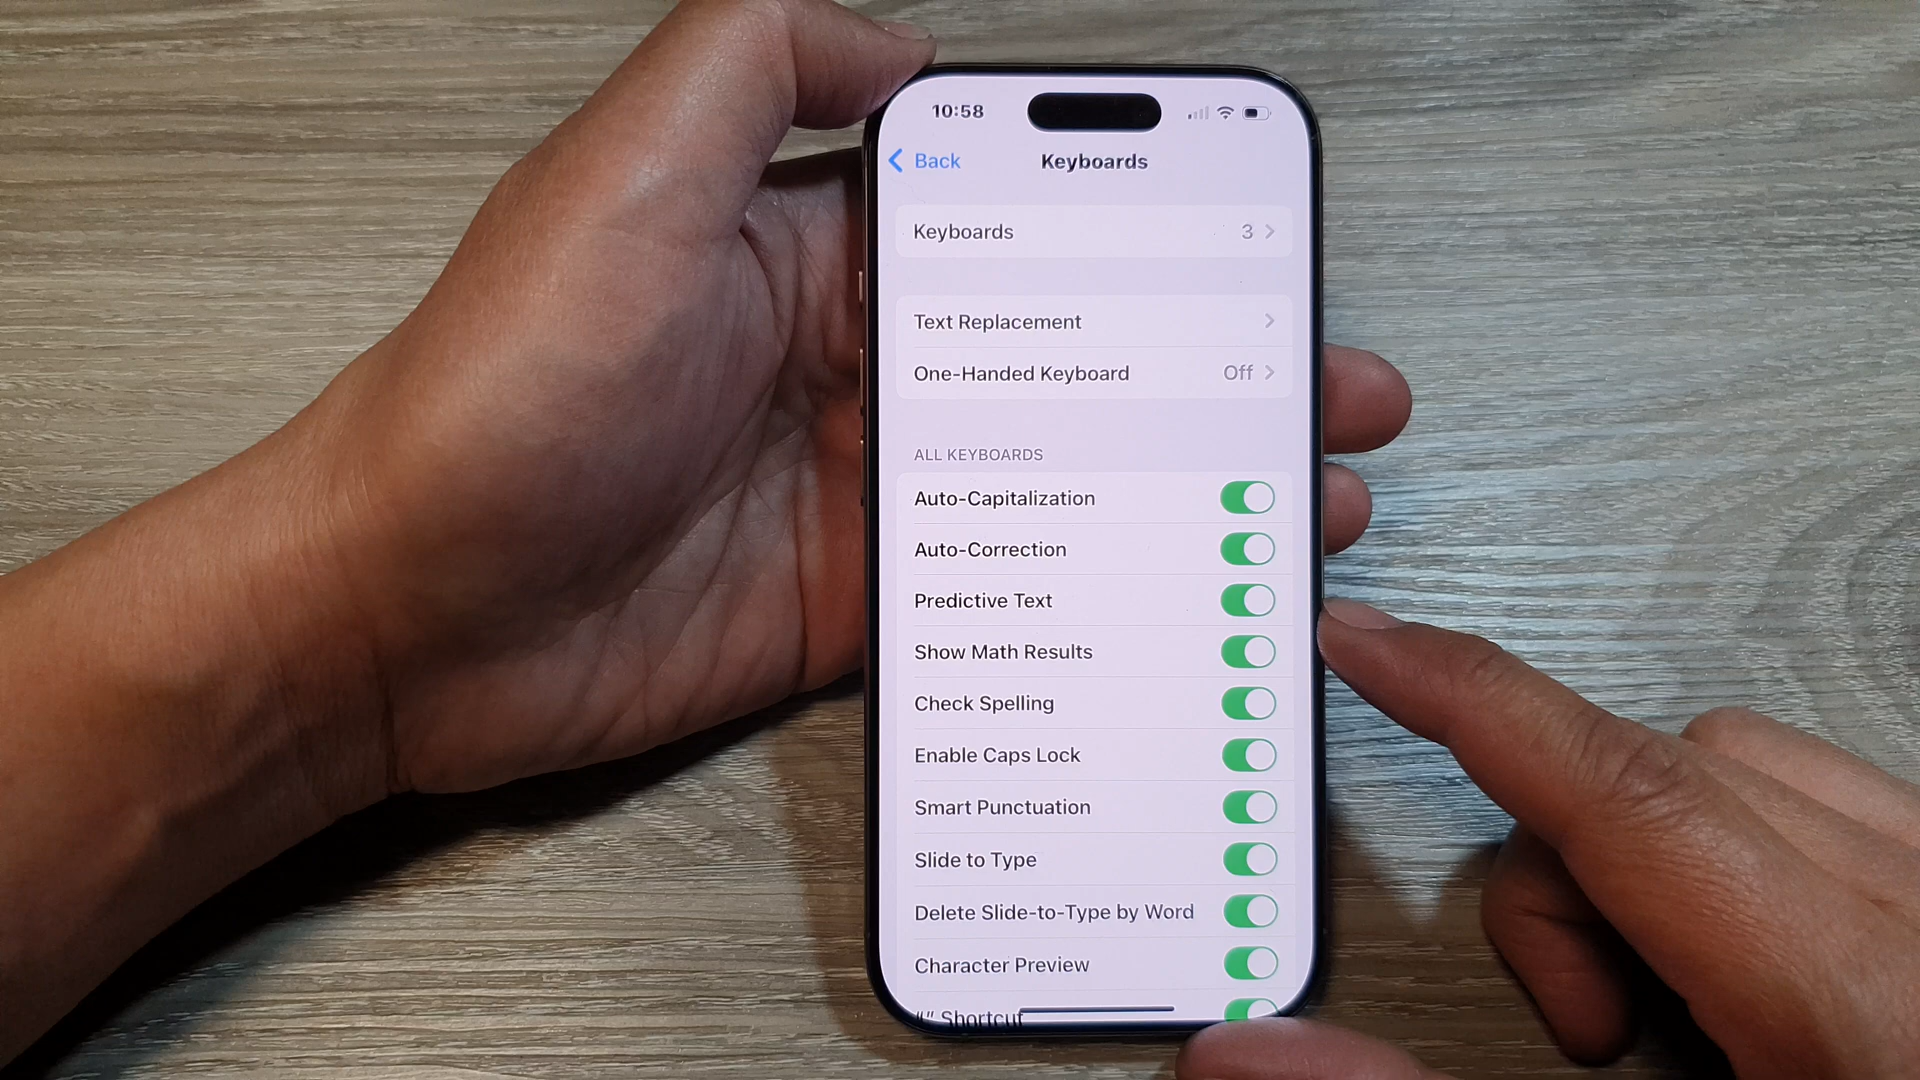 10:58
Back Keyboards
Keyboards 3
Text Replacement
One-Handed Keyboard Off
ALL KEYBOARDS
Auto-Capitalization
Auto-Correction
Predictive Text
Show Math Results
Check Spelling
Enable Caps Lock
Smart Punctuation
Slide to Type
Delete Slide-to-Type by Word
Character Preview
Shortcut